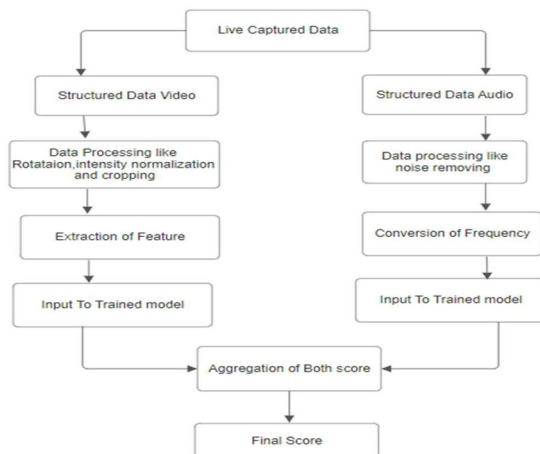 Live Captured Data
Structured Data Video
Structured Data Audio
Data Processing like
Rotataion,intensity normalization
and cropping
Data processing like
noise removing
Extraction of Feature
Conversion of Frequency
Input To Trained model
Input To Trained model
Aggregation of Both score
Final Score